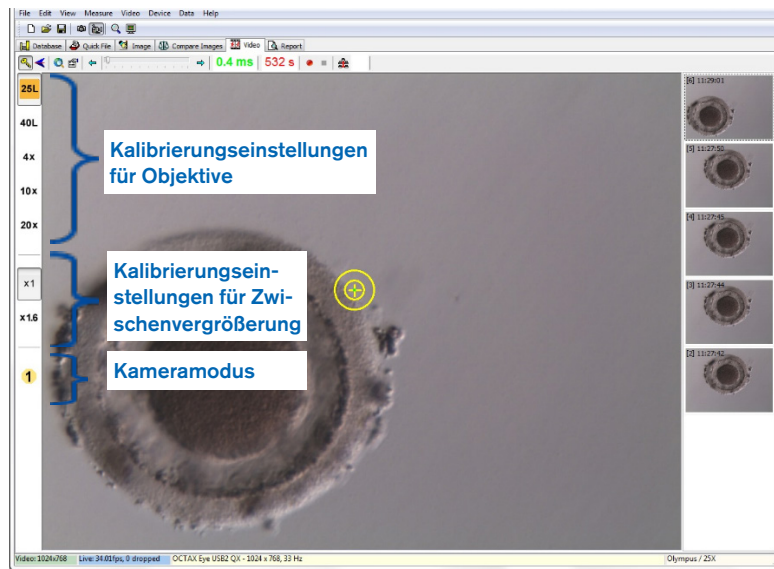 File Edit View Measure Video Device Data Help
Database Quick File Image Compare Images Video Report
0.4 ms 532 s
25L
40L
4x
10x
20x
x1
x1.6
1
Kalibrierungseinstellungen
für Objektive
Kalibrierungsein-
stellungen für Zwi-
schenvergrößerung
Kameramodus
[6] 11:29:01
[5] 11:27:50
[4] 11:27:45
[3] 11:27:44
[2] 11:27:42
Video: 1024x768 Live: 34.01fps, 0 dropped OCTAX Eye USB2 QX - 1024 x 768, 33 Hz Olympus / 25X